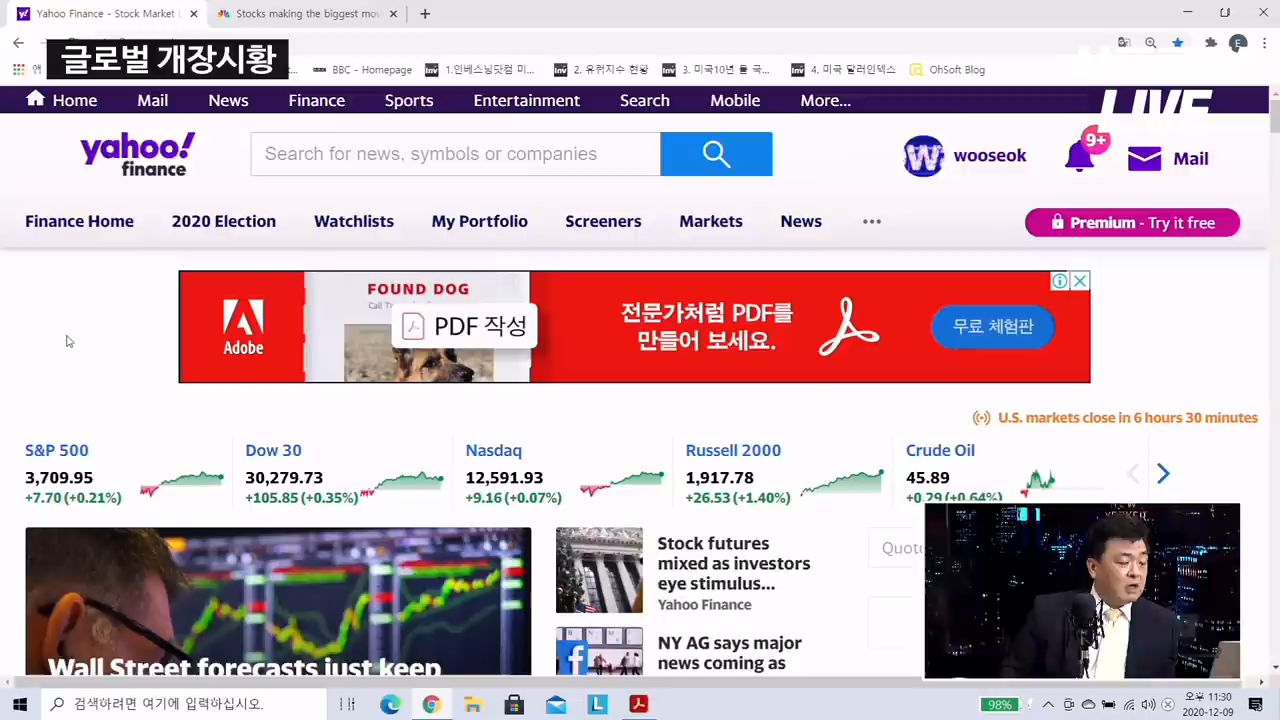 Yahoo Finance - Stock Market
Stocks making the biggest mo
글로벌 개장시황
BBC - Homepage
1.인베스팅닷컴 미...
2. 유럽지수 현황
3. 미국10년 물 국...
4. 미국 달러인덱스
OhSoft Blog
Home Mail News Finance Sports Entertainment Search Mobile More...
LIVE
yahoo!
finance
Search for news, symbols or companies
wooseok
9+
Mail
Finance Home 2020 Election Watchlists My Portfolio Screeners Markets News
Premium - Try it free
Adobe
FOUND DOG
PDF 작성
전문가처럼 PDF를
만들어 보세요.
무료 체험판
U.S. markets close in 6 hours 30 minutes
S&P 500 Dow 30 Nasdaq Russell 2000 Crude Oil
3,709.95 30,279.73 12,591.93 1,917.78 45.89
+7.70 (+0.21%) +105.85 (+0.35%) +9.16 (+0.07%) +26.53 (+1.40%) +0.29 (+0.64%)
Wall Street forecasts just keep
Stock futures
mixed as investors
eye stimulus...
Yahoo Finance
NY AG says major
news coming as
Quote
검색하려면 여기에 입력하십시오.
98%
오후 11:30
2020-12-09